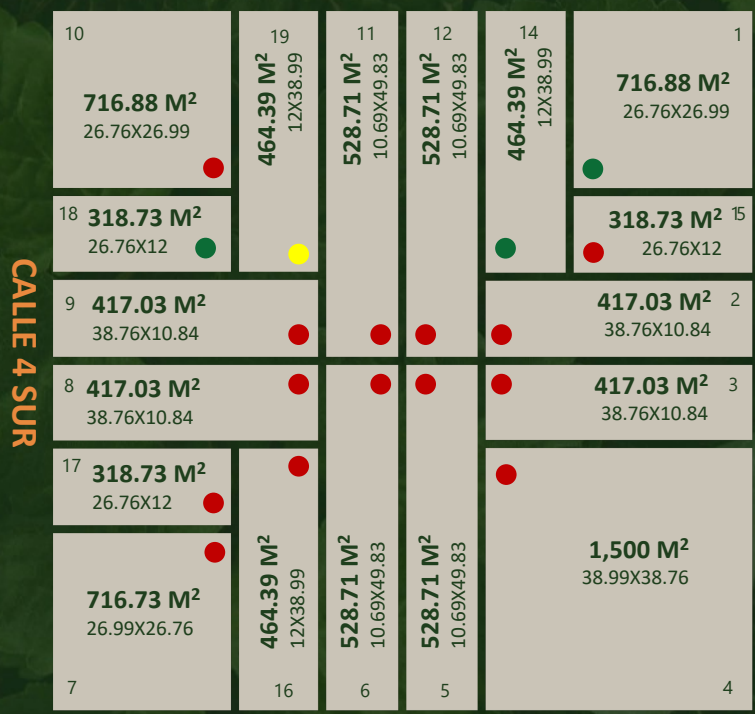 10
716.88 M²
26.76X26.99
19
464.39 M²
12X38.99
11
528.71 M²
10.69X49.83
12
528.71 M²
10.69X49.83
14
464.39 M²
12X38.99
1
716.88 M²
26.76X26.99
18
318.73 M²
26.76X12
15
318.73 M²
26.76X12
9
417.03 M²
38.76X10.84
2
417.03 M²
38.76X10.84
CALLE 4 SUR
8
417.03 M²
38.76X10.84
3
417.03 M²
38.76X10.84
17
318.73 M²
26.76X12
716.73 M²
26.99X26.76
7
464.39 M²
12X38.99
16
528.71 M²
10.69X49.83
6
528.71 M²
10.69X49.83
5
1,500 M²
38.99X38.76
4